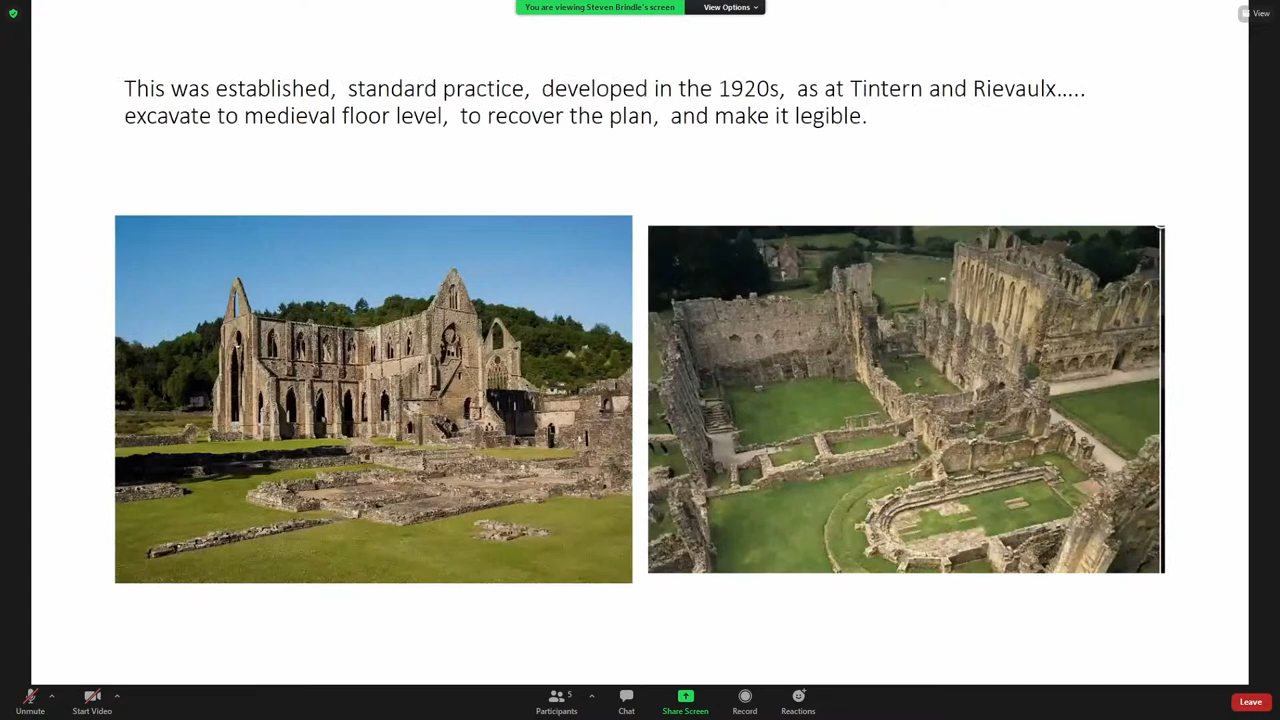 You are viewing Steven Brindle's screen
View Options
View
This was established, standard practice, developed in the 1920s, as at Tintern and Rievaulx.....
excavate to medieval floor level, to recover the plan, and make it legible.
Unmute
Start Video
5
Participants
Chat
Share Screen
Record
Reactions
Leave